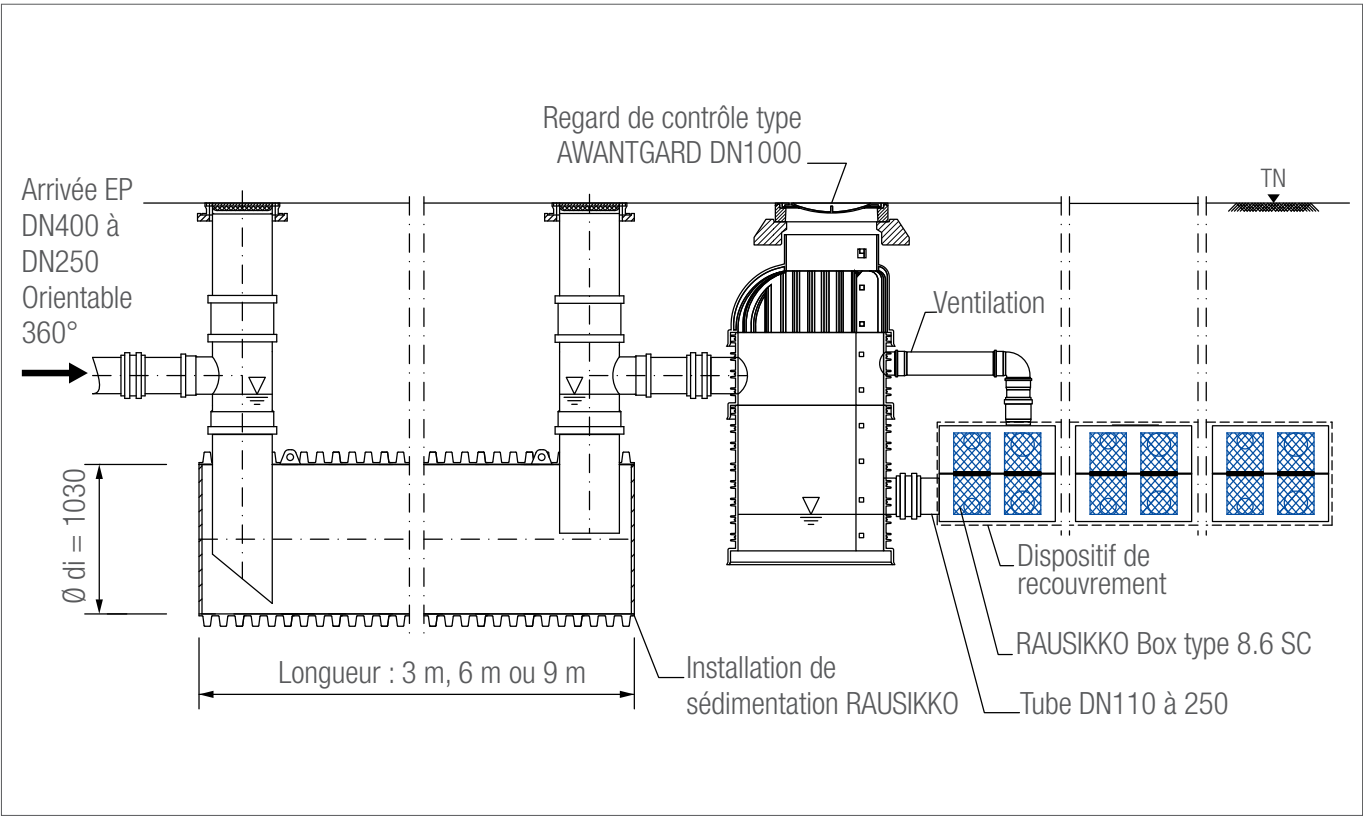 Regard de contrôle type
AWANTGARD DN1000
Arrivée EP
DN400 à
DN250
Orientable
360°
TN
Ventilation
Ø di = 1030
Dispositif de
recouvrement
RAUSIKKO Box type 8.6 SC
Longueur : 3 m, 6 m ou 9 m
Installation de
sédimentation RAUSIKKO
Tube DN110 à 250